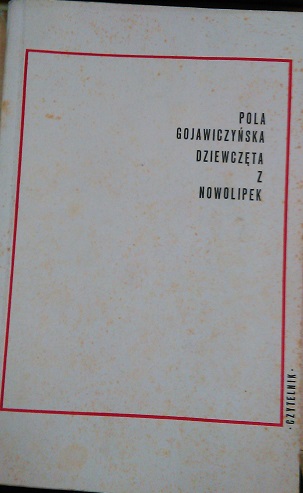 POLA
GOJAWICZYŃSKA
DZIEWCZĘTA
Z
NOWOLIPEK
·CZYTELNIK·